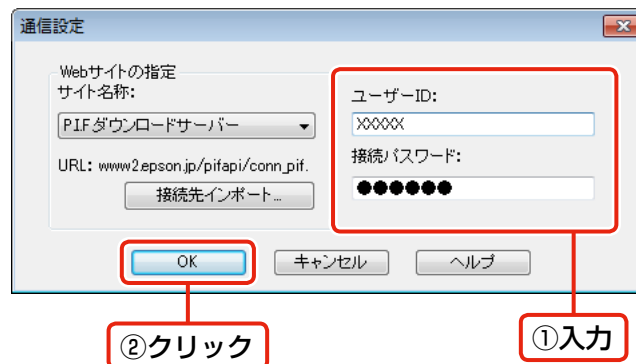 通信設定
Webサイトの指定
サイト名称:
P.I.F.ダウンロードサーバー
URL: www2.epson.jp/pifapi/conn_pif.
接続先インポート...
ユーザーID:
XXXXX
接続パスワード:
●●●●●●
OK
キャンセル
ヘルプ
②クリック
①入力